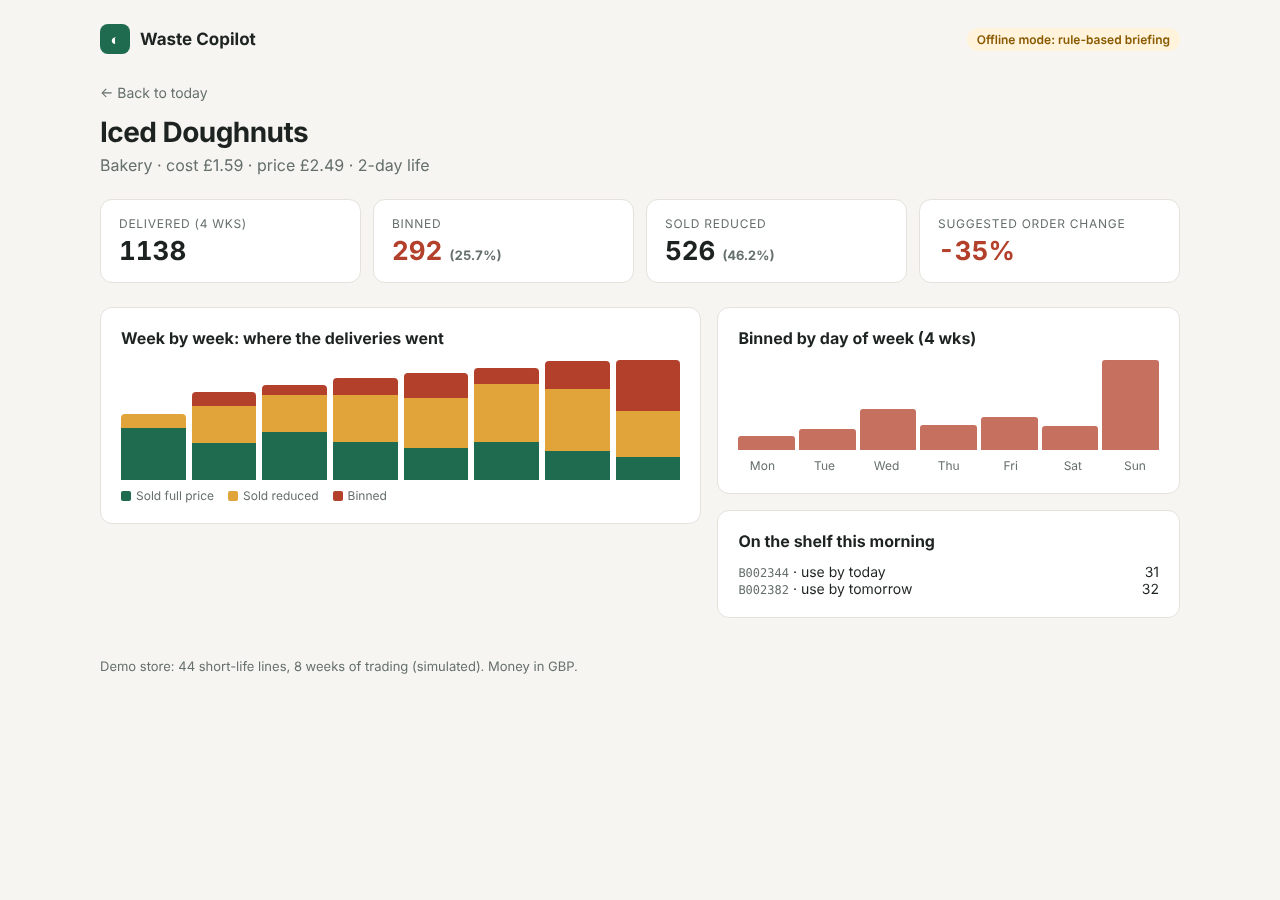 Waste Copilot
Offline mode: rule-based briefing
← Back to today
Iced Doughnuts
Bakery · cost £1.59 · price £2.49 · 2-day life
DELIVERED (4 WKS)
1138
BINNED
292 (25.7%)
SOLD REDUCED
526 (46.2%)
SUGGESTED ORDER CHANGE
-35%
Week by week: where the deliveries went
Sold full price Sold reduced Binned
Binned by day of week (4 wks)
Mon Tue Wed Thu Fri Sat Sun
On the shelf this morning
B002344 · use by today 31
B002382 · use by tomorrow 32
Demo store: 44 short-life lines, 8 weeks of trading (simulated). Money in GBP.